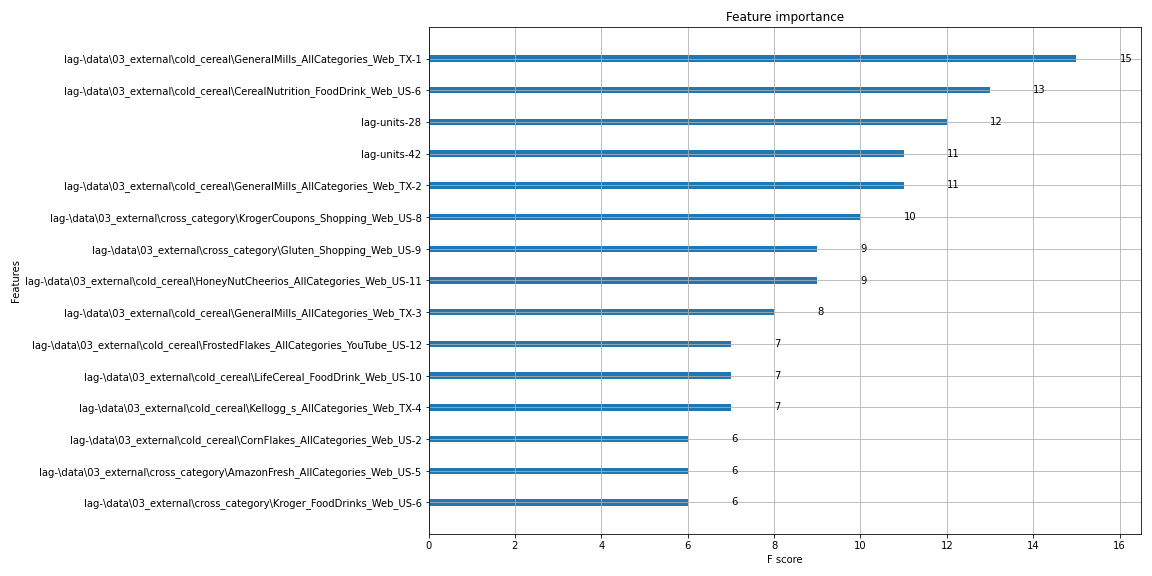 Feature importance
lag-\data\03_external\cold_cereal\GeneralMills_AllCategories_Web_TX-1 15
lag-\data\03_external\cold_cereal\CerealNutrition_FoodDrink_Web_US-6 13
lag-units-28 12
lag-units-42 11
lag-\data\03_external\cold_cereal\GeneralMills_AllCategories_Web_TX-2 11
lag-\data\03_external\cross_category\KrogerCoupons_Shopping_Web_US-8 10
lag-\data\03_external\cross_category\Gluten_Shopping_Web_US-9 9
lag-\data\03_external\cold_cereal\HoneyNutCheerios_AllCategories_Web_US-11 9
lag-\data\03_external\cold_cereal\GeneralMills_AllCategories_Web_TX-3 8
lag-\data\03_external\cold_cereal\FrostedFlakes_AllCategories_YouTube_US-12 7
lag-\data\03_external\cold_cereal\LifeCereal_FoodDrink_Web_US-10 7
lag-\data\03_external\cold_cereal\Kellogg_s_AllCategories_Web_TX-4 7
lag-\data\03_external\cold_cereal\CornFlakes_AllCategories_Web_US-2 6
lag-\data\03_external\cross_category\AmazonFresh_AllCategories_Web_US-5 6
lag-\data\03_external\cross_category\Kroger_FoodDrinks_Web_US-6 6
Features
0 2 4 6 8 10 12 14 16
F score